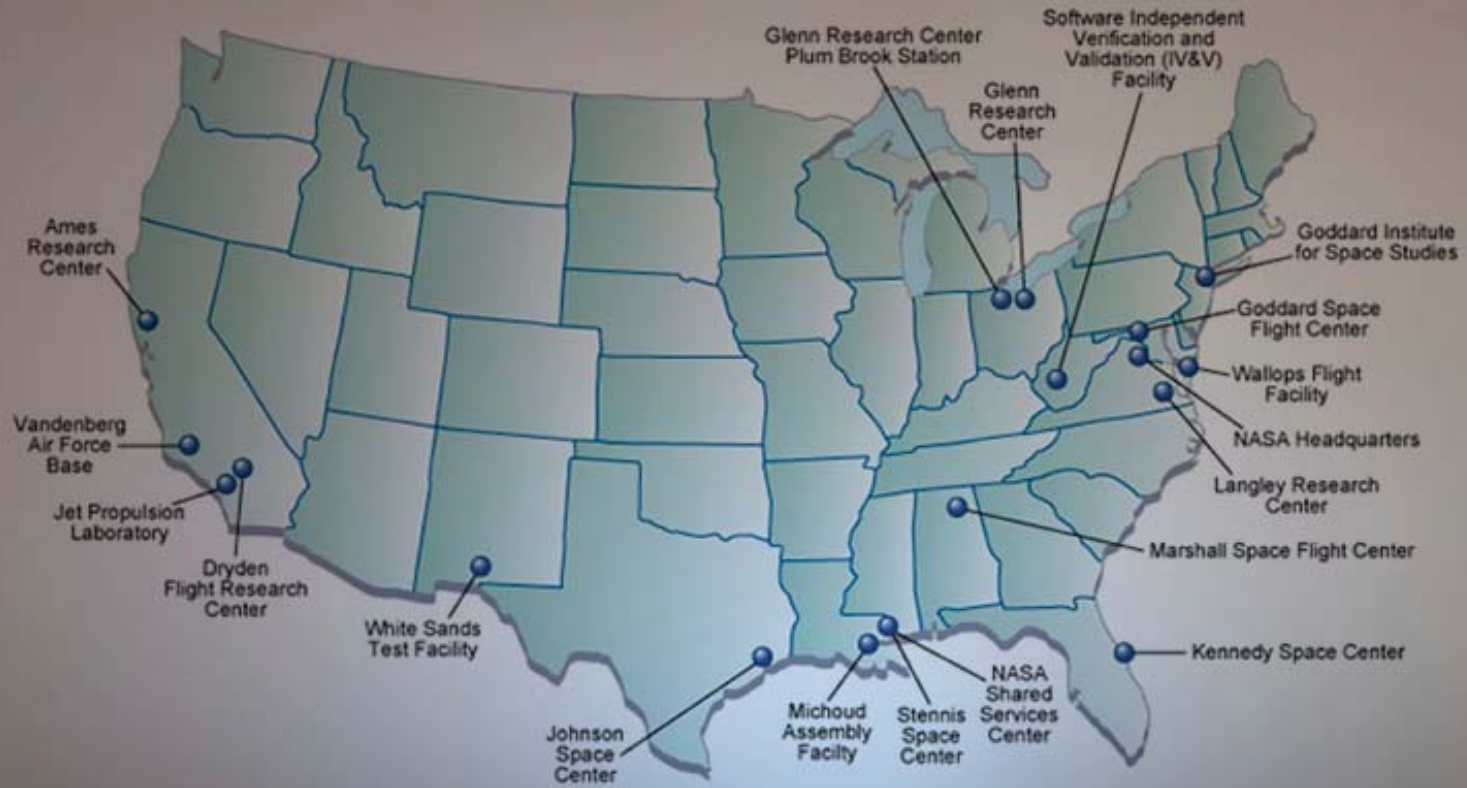 Software Independent
Verification and
Validation (IV&V)
Facility
Glenn Research Center
Plum Brook Station
Glenn
Research
Center
Ames
Research
Center
Goddard Institute
for Space Studies
Goddard Space
Flight Center
Wallops Flight
Facility
NASA Headquarters
Langley Research
Center
Vandenberg
Air Force
Base
Jet Propulsion
Laboratory
Dryden
Flight Research
Center
White Sands
Test Facility
Marshall Space Flight Center
Kennedy Space Center
Johnson
Space
Center
Michoud
Assembly
Facilty
Stennis
Space
Center
NASA
Shared
Services
Center